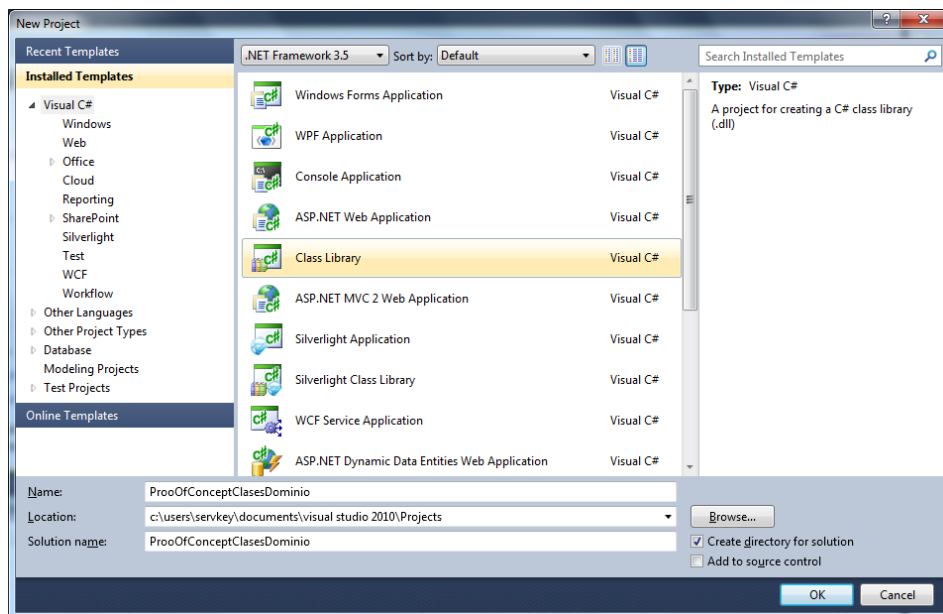 New Project
Recent Templates
.NET Framework 3.5 Sort by: Default
Search Installed Templates
Installed Templates
Visual C#
Windows
Web
Office
Cloud
Reporting
SharePoint
Silverlight
Test
WCF
Workflow
Other Languages
Other Project Types
Database
Modeling Projects
Test Projects
Online Templates
Windows Forms Application Visual C#
WPF Application Visual C#
Console Application Visual C#
ASP.NET Web Application Visual C#
Class Library Visual C#
ASP.NET MVC 2 Web Application Visual C#
Silverlight Application Visual C#
Silverlight Class Library Visual C#
WCF Service Application Visual C#
ASP.NET Dynamic Data Entities Web Application Visual C#
Type: Visual C#
A project for creating a C# class library
(.dll)
Name: ProoOfConceptClasesDominio
Location: c:\users\servkey\documents\visual studio 2010\Projects
Browse...
Solution name: ProoOfConceptClasesDominio
Create directory for solution
Add to source control
OK Cancel